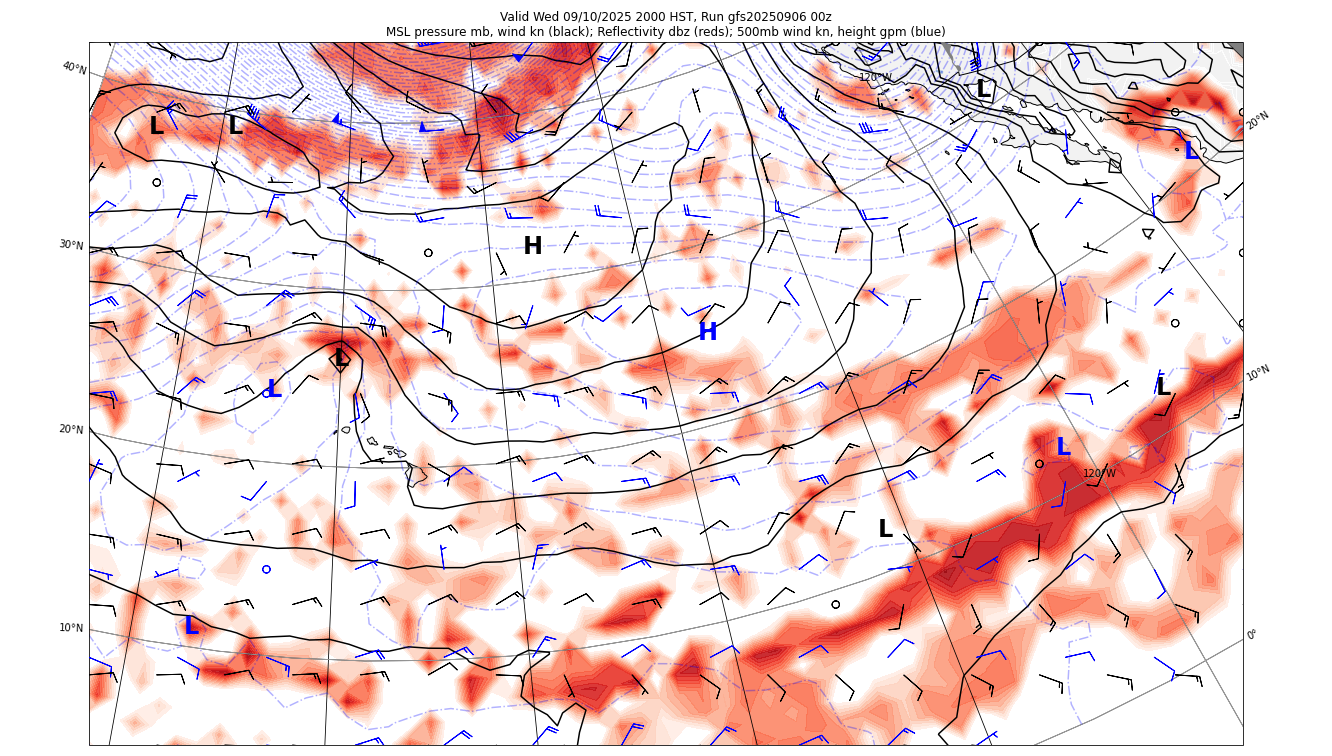 Valid Wed 09/10/2025 2000 HST, Run gfs20250906 00z
MSL pressure mb, wind kn (black); Reflectivity dbz (reds); 500mb wind kn, height gpm (blue)
40°N
120°W
L
20°N
L
L
L
30°N
H
H
L
L
10°N
L
20°N
L
120°W
L
10°N
L
0°